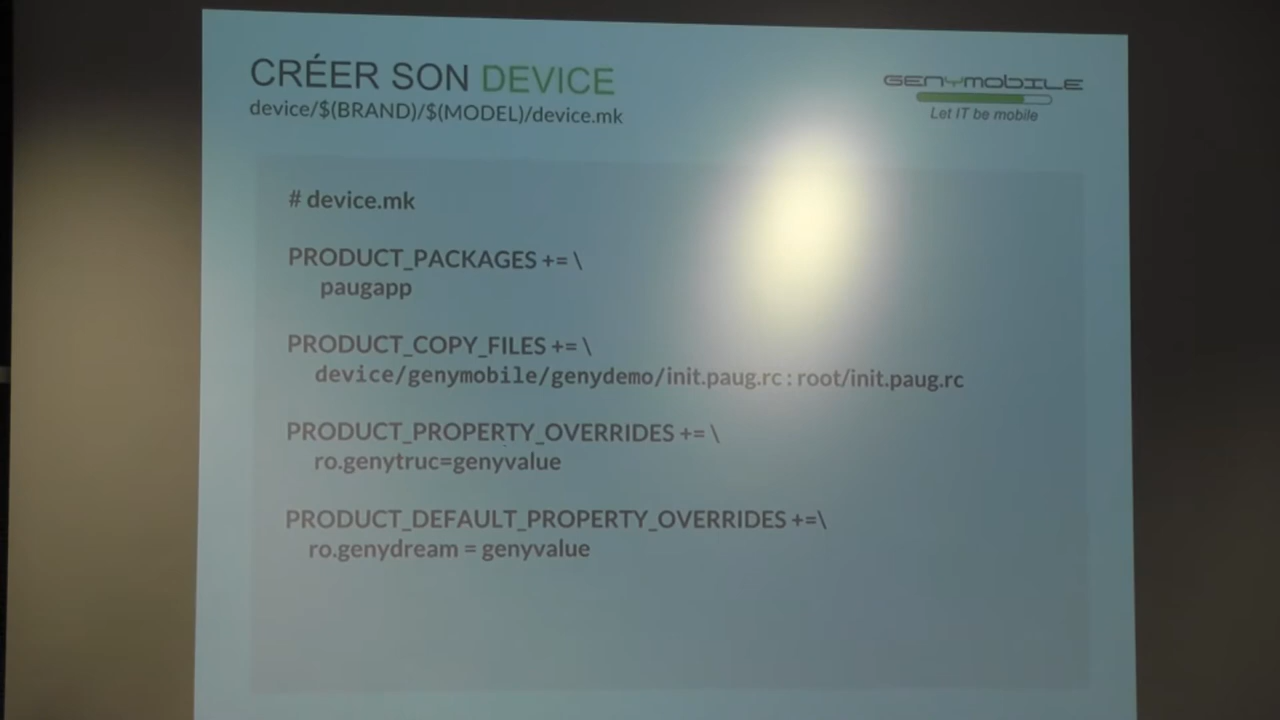 CRÉER SON DEVICE
device/$(BRAND)/$(MODEL)/device.mk
GENYMOBILE
Let IT be mobile
# device.mk
PRODUCT_PACKAGES += \
paugapp
PRODUCT_COPY_FILES += \
device/genymobile/genydemo/init.paug.rc : root/init.paug.rc
PRODUCT_PROPERTY_OVERRIDES += \
ro.genytruc=genyvalue
PRODUCT_DEFAULT_PROPERTY_OVERRIDES +=\
ro.genydream = genyvalue